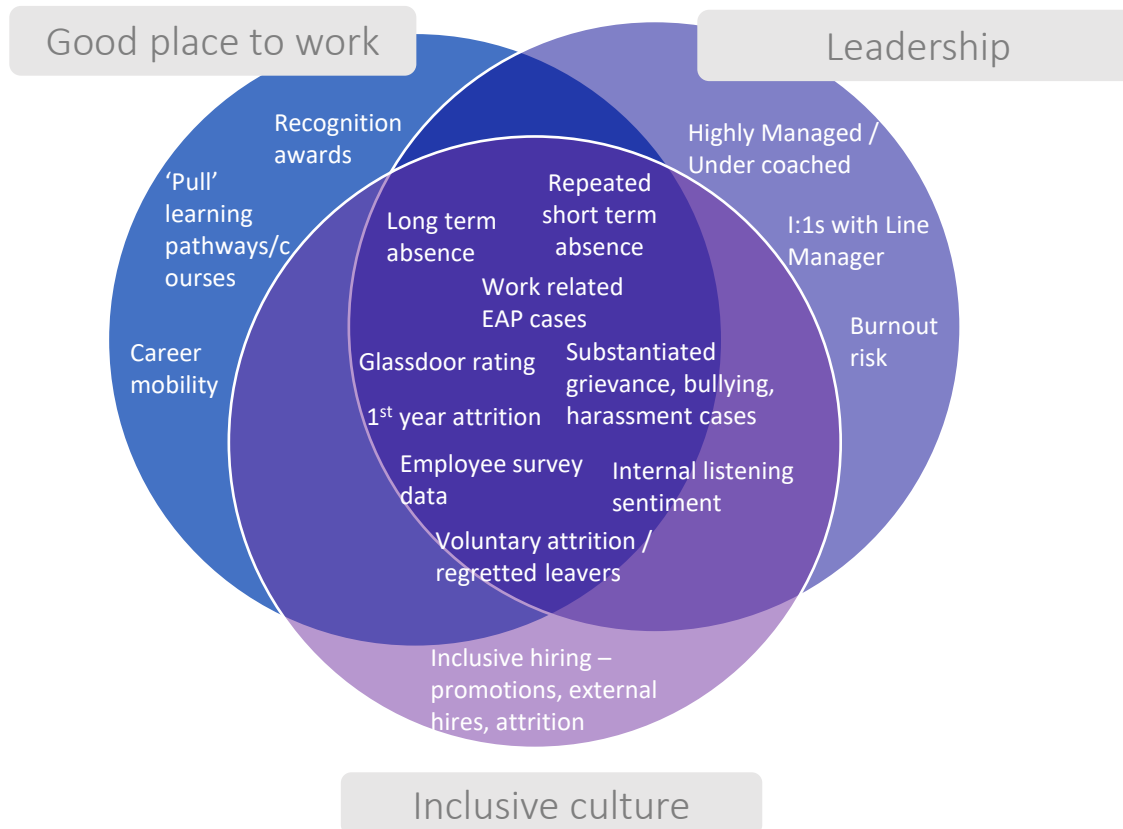 Good place to work
Leadership
Recognition
awards
Highly Managed /
Under coached
‘Pull’
learning
pathways/c
ourses
Repeated
short term
absence
Long term
absence
I:1s with Line
Manager
Work related
EAP cases
Burnout
risk
Career
mobility
Glassdoor rating
Substantiated
grievance, bullying,
harassment cases
1st year attrition
Employee survey
data
Internal listening
sentiment
Voluntary attrition /
regretted leavers
Inclusive hiring –
promotions, external
hires, attrition
Inclusive culture